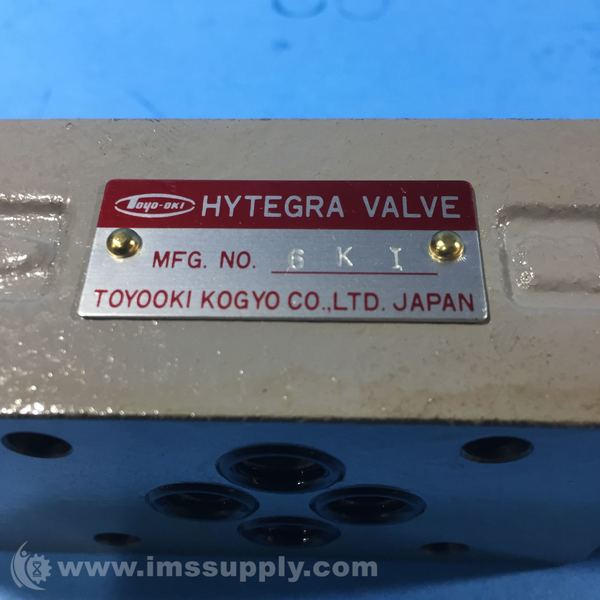 Toyo-oki HYTEGRA VALVE
MFG. NO. 6 K I
TOYOOKI KOGYO CO.,LTD. JAPAN
www.imssupply.com